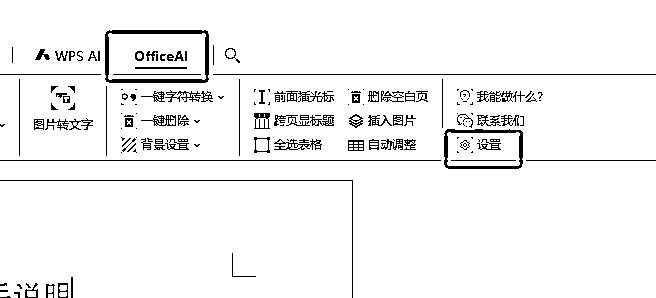 WPS AI OfficeAI
图片转文字
一键字符转换
一键删除
背景设置
前面插光标
跨页显标题
全选表格
删除空白页
插入图片
自动调整
我能做什么?
联系我们
设置
说明